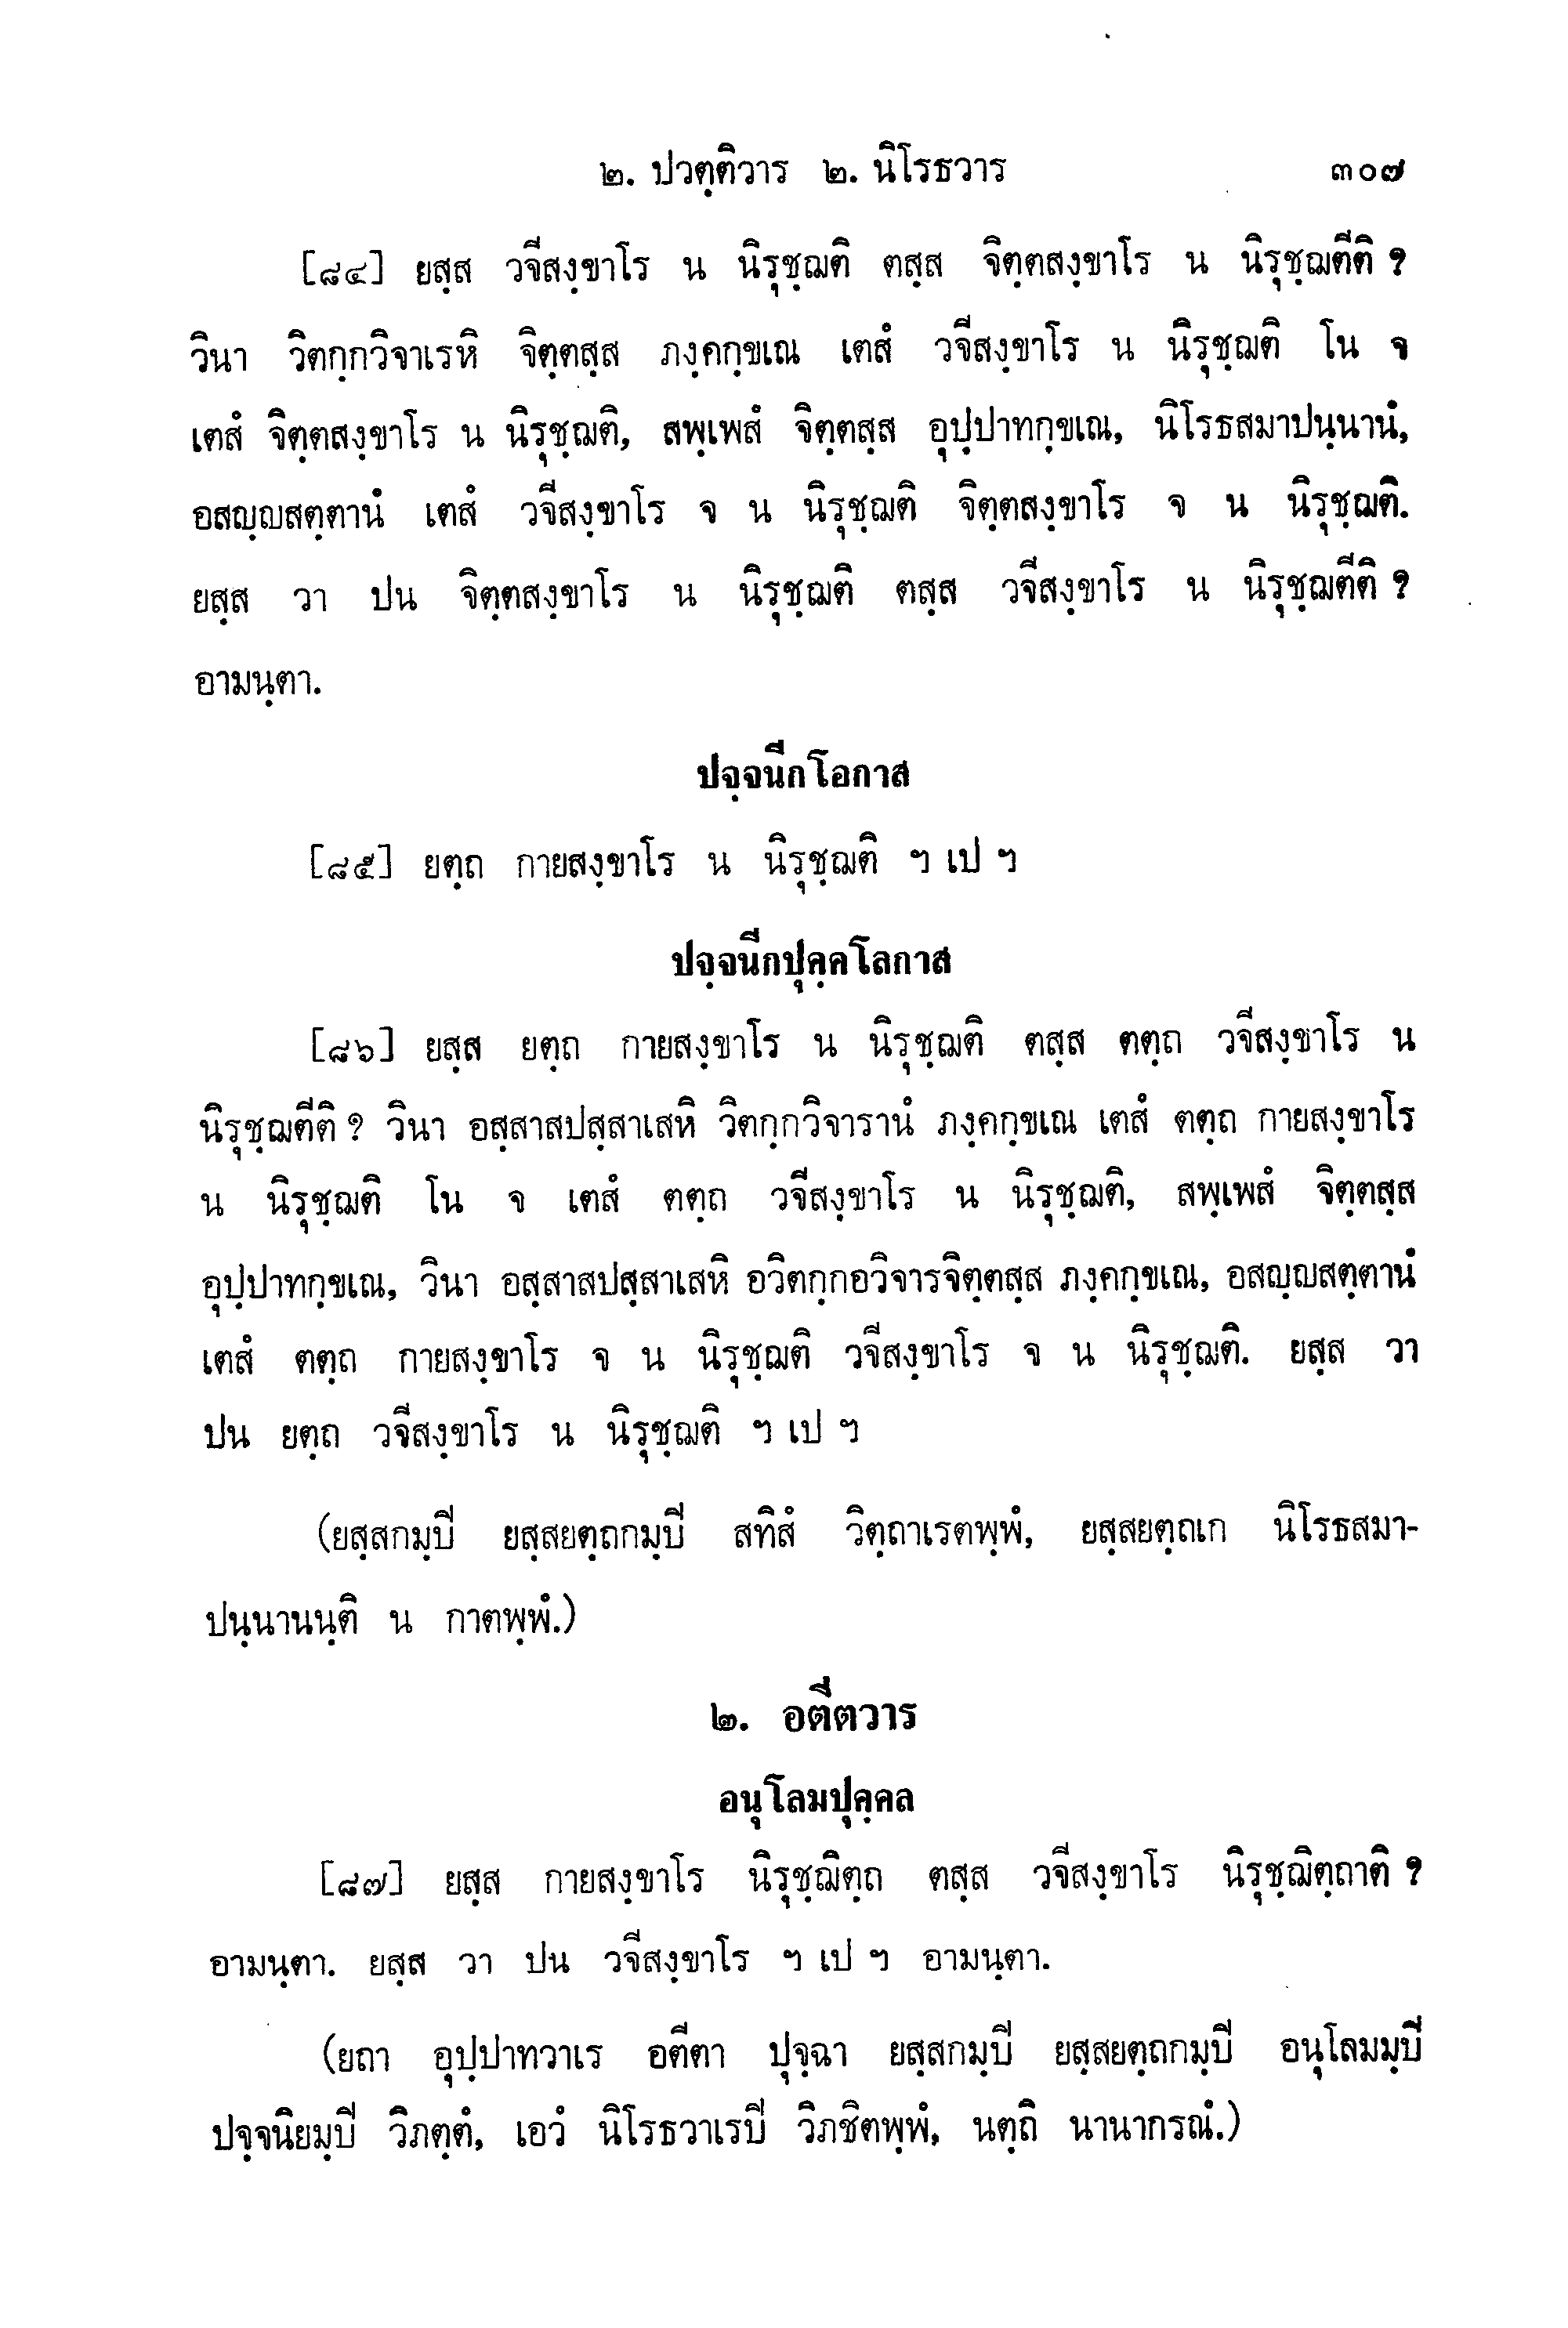 ๒. ปวตฺติวาร ๒. นิโรธวาร ๓๐๗
[๘๔] ยสฺส วจีสงฺขาโร น นิรุชฺฌติ ตสฺส จิตฺตสงฺขาโร น นิรุชฺฌตีติ ?
วินา วิตกฺกวิจาเรหิ จิตฺตสฺส ภงฺคกฺขเณ เตสํ วจีสงฺขาโร น นิรุชฺฌติ โน จ
เตสํ จิตฺตสงฺขาโร น นิรุชฺฌติ, สพฺเพสํ จิตฺตสฺส อุปฺปาทกฺขเณ, นิโรธสมาปนฺนานํ,
อสญฺญสตฺตานํ เตสํ วจีสงฺขาโร จ น นิรุชฺฌติ จิตฺตสงฺขาโร จ น นิรุชฺฌติ.
ยสฺส วา ปน จิตฺตสงฺขาโร น นิรุชฺฌติ ตสฺส วจีสงฺขาโร น นิรุชฺฌตีติ ?
อามนฺตา.
ปจฺจนีกโอกาส
[๘๕] ยตฺถ กายสงฺขาโร น นิรุชฺฌติ ฯ เป ฯ
ปจฺจนีกปุคฺคโลกาส
[๘๖] ยสฺส ยตฺถ กายสงฺขาโร น นิรุชฺฌติ ตสฺส ตตฺถ วจีสงฺขาโร น
นิรุชฺฌตีติ ? วินา อสฺสาสปสฺสาเสหิ วิตกฺกวิจารานํ ภงฺคกฺขเณ เตสํ ตตฺถ กายสงฺขาโร
น นิรุชฺฌติ โน จ เตสํ ตตฺถ วจีสงฺขาโร น นิรุชฺฌติ, สพฺเพสํ จิตฺตสฺส
อุปฺปาทกฺขเณ, วินา อสฺสาสปสฺสาเสหิ อวิตกฺกอวิจารจิตฺตสฺส ภงฺคกฺขเณ, อสญฺญสตฺตานํ
เตสํ ตตฺถ กายสงฺขาโร จ น นิรุชฺฌติ วจีสงฺขาโร จ น นิรุชฺฌติ. ยสฺส วา
ปน ยตฺถ วจีสงฺขาโร น นิรุชฺฌติ ฯ เป ฯ
(ยสฺสกมฺปี ยสฺสยตฺถกมฺปี สทิสํ วิตฺถาเรตพฺพํ, ยสฺสยตฺถเก นิโรธสมา-
ปนฺนานนฺติ น กาตพฺพํ.)
๒. อตีตวาร
อนุโลมปุคฺคล
[๘๗] ยสฺส กายสงฺขาโร นิรุชฺฌิตฺถ ตสฺส วจีสงฺขาโร นิรุชฺฌิตฺถาติ ?
อามนฺตา. ยสฺส วา ปน วจีสงฺขาโร ฯ เป ฯ อามนฺตา.
(ยถา อุปฺปาทวาเร อตีตา ปุจฺฉา ยสฺสกมฺปี ยสฺสยตฺถกมฺปี อนุโลมมฺปี
ปจฺจนิยมฺปี วิภตฺตํ, เอวํ นิโรธวาเรปี วิภชิตพฺพํ, นตฺถิ นานากรณํ.)